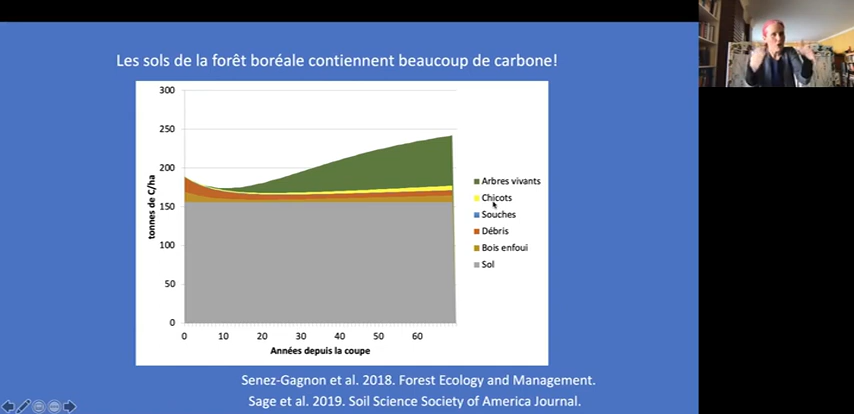 Les sols de la forêt boréale contiennent beaucoup de carbone!
300
250
200
150
100
50
0
tonnes de C/ha
0 10 20 30 40 50 60
Années depuis la coupe
Arbres vivants
Chicots
Souches
Débris
Bois enfoui
Sol
Senez-Gagnon et al. 2018. Forest Ecology and Management.
Sage et al. 2019. Soil Science Society of America Journal.